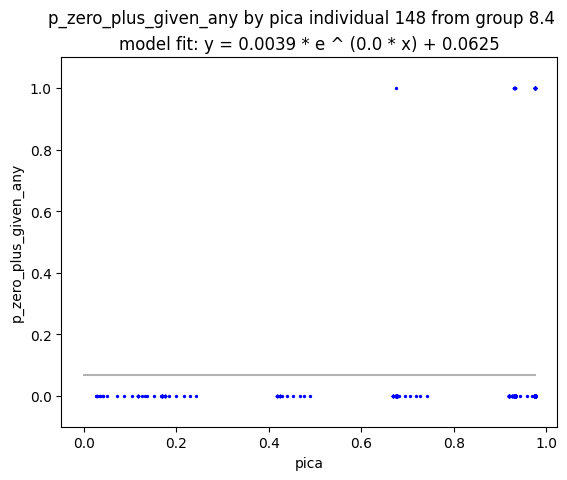 p_zero_plus_given_any by pica individual 148 from group 8.4
model fit: y = 0.0039 * e ^ (0.0 * x) + 0.0625
1.0
0.8
0.6
0.4
0.2
0.0
p_zero_plus_given_any
0.0 0.2 0.4 0.6 0.8 1.0
pica